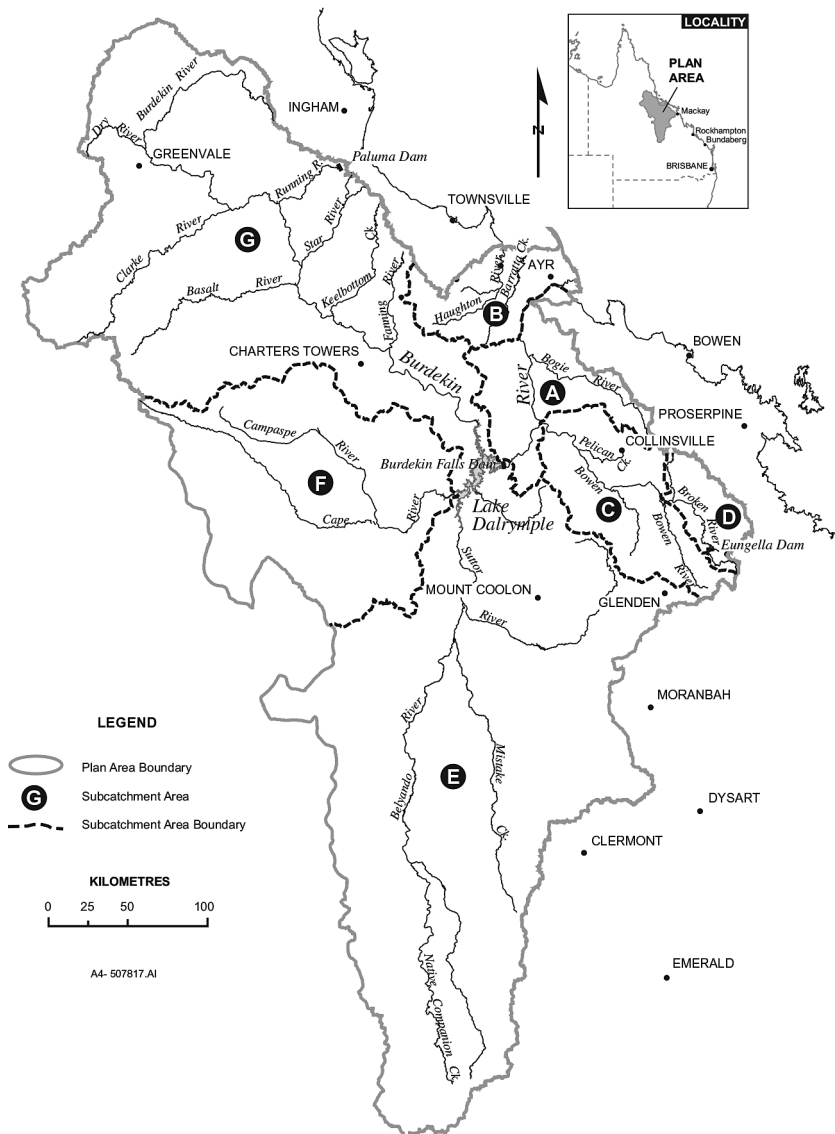 LOCALITY
PLAN
AREA
Mackay
Rockhampton
Bundaberg
BRISBANE
N
Burdekin River
INGHAM
Dry River
GREENVALE
Paluma Dam
Running R.
TOWNSVILLE
Star River
Ck.
Clarke River
G
River
River
Barratta Ck.
AYR
Basalt River
Keelbottom
Fanning
Haughton
B
BOWEN
CHARTERS TOWERS
Burdekin
River
Bogie River
A
PROSERPINE
Campaspe River
COLLINSVILLE
Pelican Ck
Burdekin Falls Dam
F
Bowen
Broken River
D
River
Lake
Dalrymple
C
Cape
Bowen River
Eungella Dam
Suttor
MOUNT COOLON
GLENDEN
River
MORANBAH
River
LEGEND
Plan Area Boundary
G
Subcatchment Area
Subcatchment Area Boundary
E
Mistake
Belyando
DYSART
Ck.
CLERMONT
KILOMETRES
0 25 50 100
EMERALD
A4- 507817.AI
Native Companion Ck.